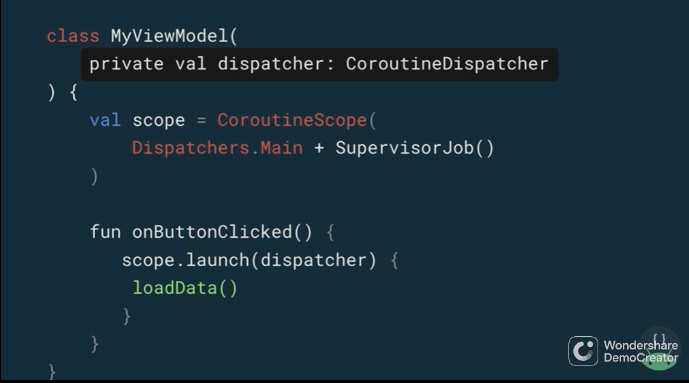 class MyViewModel(
private val dispatcher: CoroutineDispatcher
) {
val scope = CoroutineScope(
Dispatchers.Main + SupervisorJob()
)
fun onButtonClicked() {
scope.launch(dispatcher) {
loadData()
}
}
}
{ }
Wondershare
DemoCreator